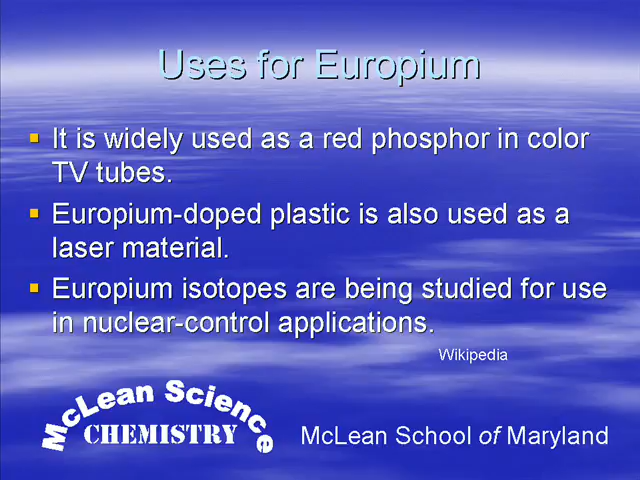 Uses for Europium
▪ It is widely used as a red phosphor in color
TV tubes.
▪ Europium-doped plastic is also used as a
laser material.
▪ Europium isotopes are being studied for use
in nuclear-control applications.
Wikipedia
McLean Science
CHEMISTRY
McLean School of Maryland